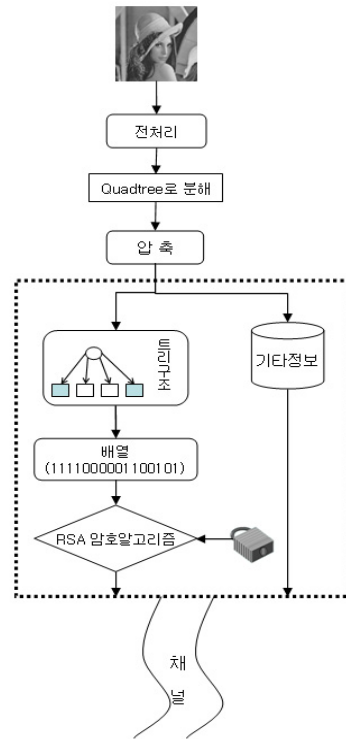 전처리
Quadtree로 분해
압 축
트리구조
기타정보
배열
(1111000001100101)
RSA 암호알고리즘
채
널